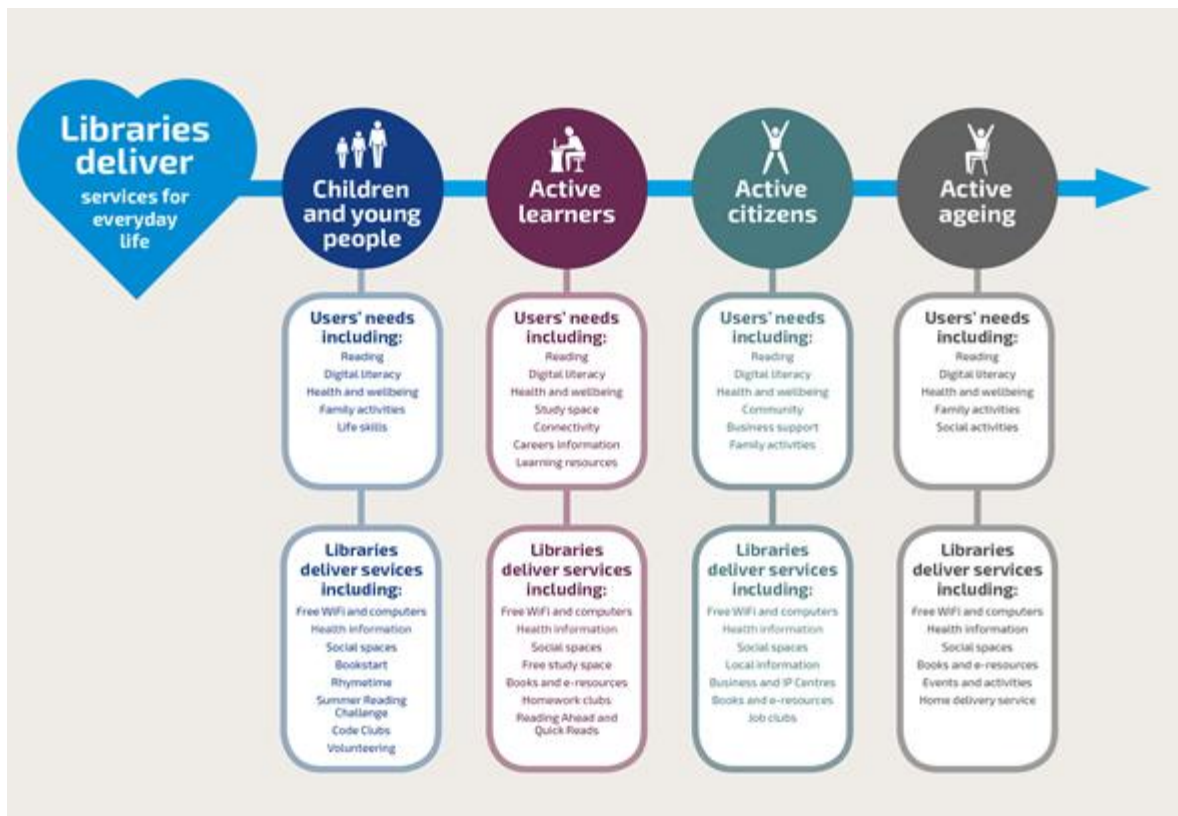 Libraries
deliver
services for
everyday
life
Children
and young
people
Users' needs
including:
Reading
Digital literacy
Health and wellbeing
Family activities
Life skills
Libraries
deliver sevices
including:
Free WiFi and computers
Health information
Social spaces
Bookstart
Rhymetime
Summer Reading
Challenge
Code Clubs
Volunteering
Active
learners
Users' needs
including:
Reading
Digital literacy
Health and wellbeing
Study space
Connectivity
Careers information
Learning resources
Libraries
deliver services
including:
Free WiFi and computers
Health information
Social spaces
Free study space
Books and e-resources
Homework clubs
Reading Ahead and
Quick Reads
Active
citizens
Users' needs
including:
Reading
Digital literacy
Health and wellbeing
Community
Business support
Family activities
Libraries
deliver services
including:
Free WiFi and computers
Health information
Social spaces
Local information
Business and IP Centres
Books and e-resources
Job clubs
Active
ageing
Users' needs
including:
Reading
Digital literacy
Health and wellbeing
Family activities
Social activities
Libraries
deliver services
including:
Free WiFi and computers
Health information
Social spaces
Books and e-resources
Events and activities
Home delivery service